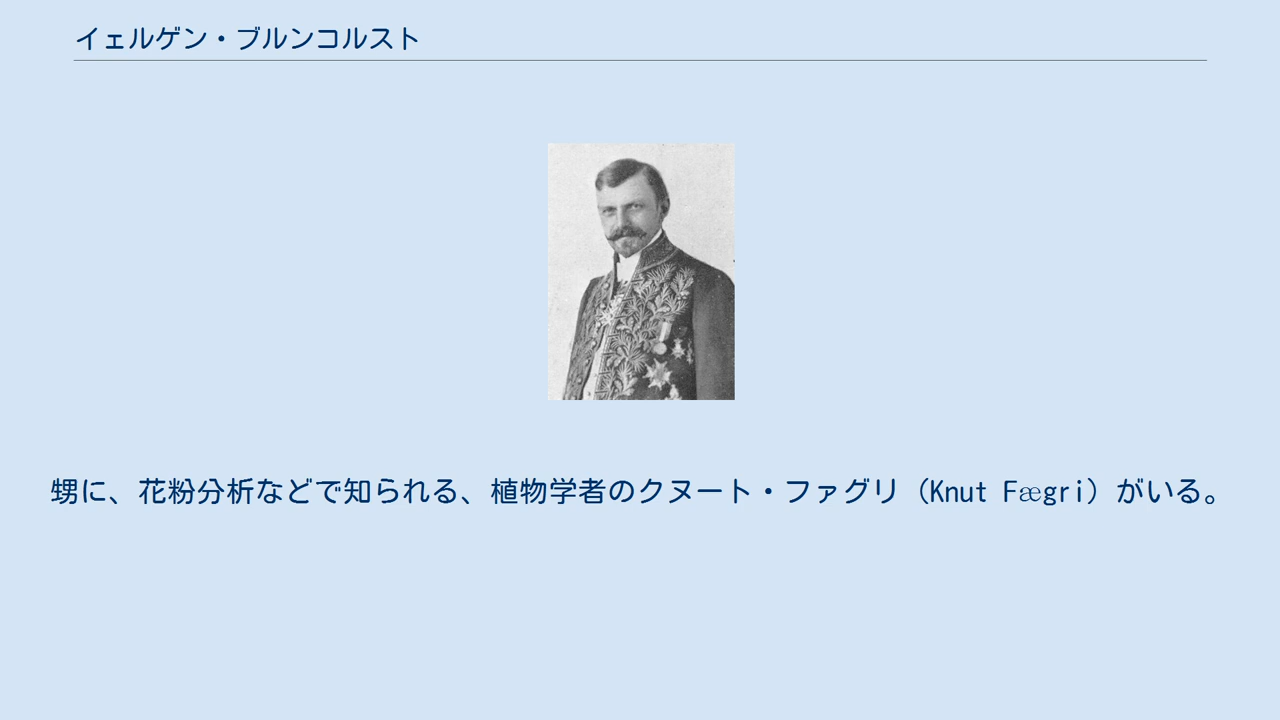 イェルゲン・ブルンコルスト
甥に、花粉分析などで知られる、植物学者のクヌート・ファグリ（Knut Fægri）がいる。